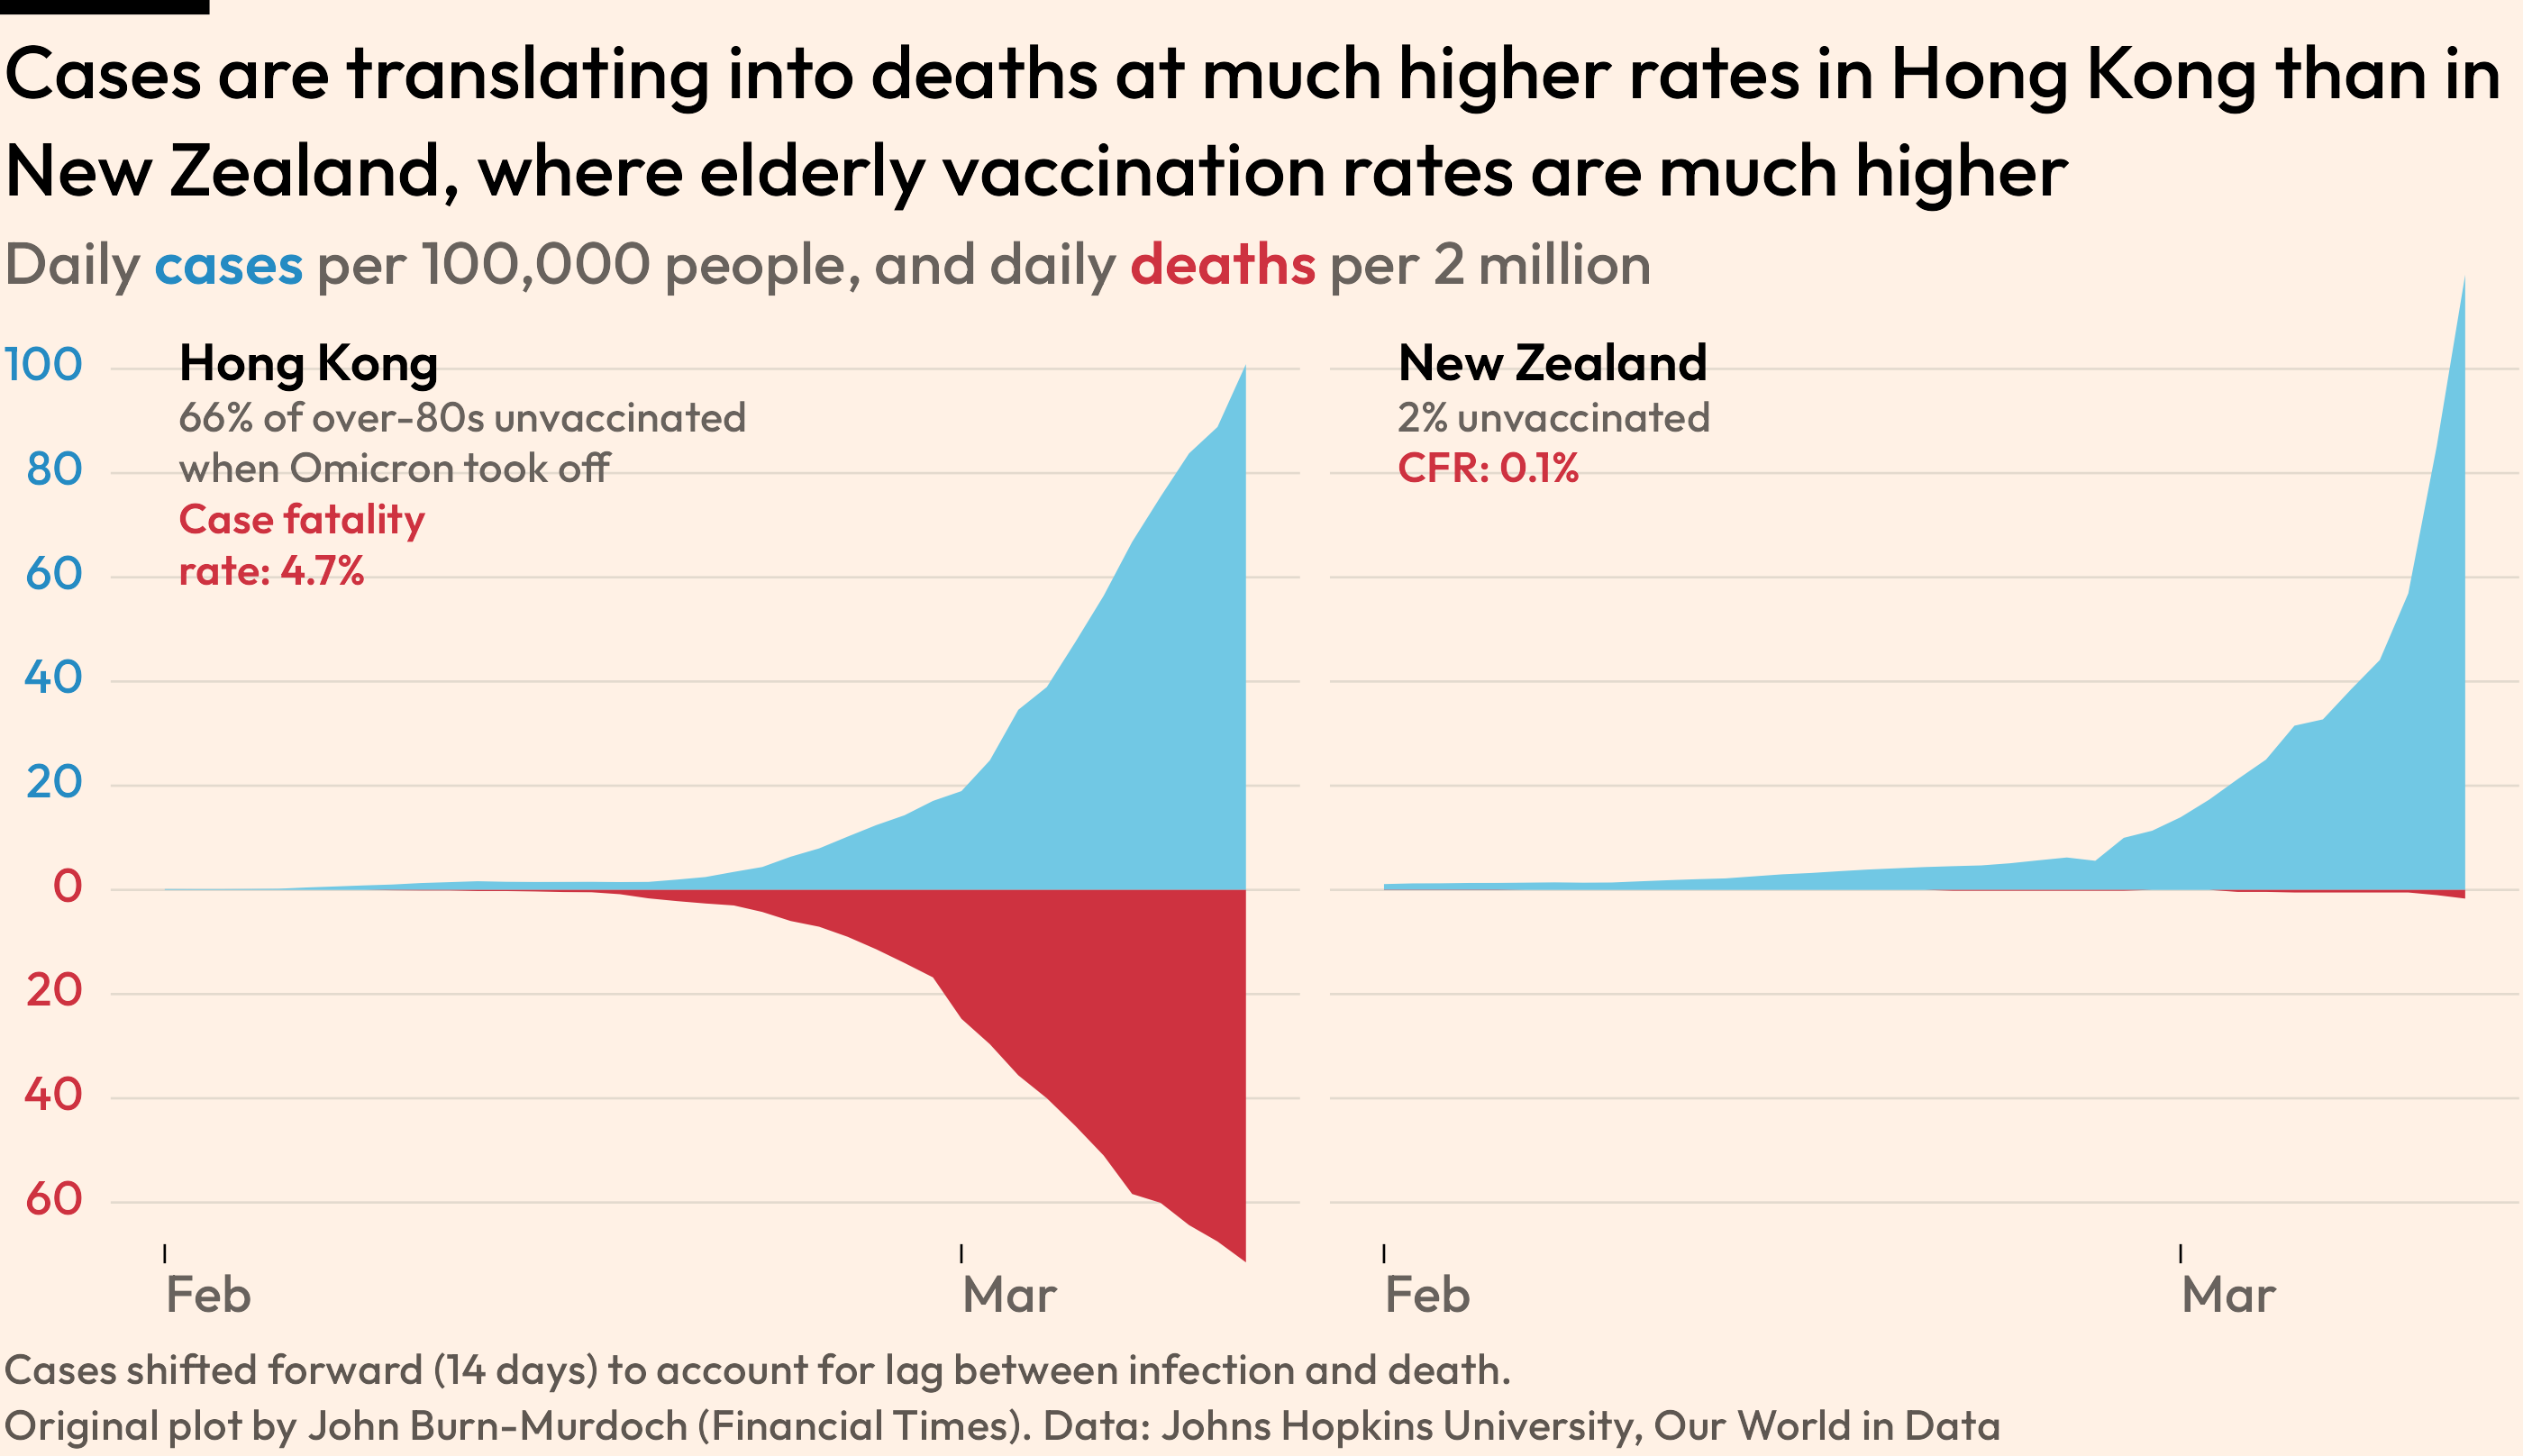 Cases are translating into deaths at much higher rates in Hong Kong than in
New Zealand, where elderly vaccination rates are much higher
Daily cases per 100,000 people, and daily deaths per 2 million
100
80
60
40
20
0
20
40
60
Hong Kong
66% of over-80s unvaccinated
when Omicron took off
Case fatality
rate: 4.7%
Feb
Mar
New Zealand
2% unvaccinated
CFR: 0.1%
Feb
Mar
Cases shifted forward (14 days) to account for lag between infection and death.
Original plot by John Burn-Murdoch (Financial Times). Data: Johns Hopkins University, Our World in Data